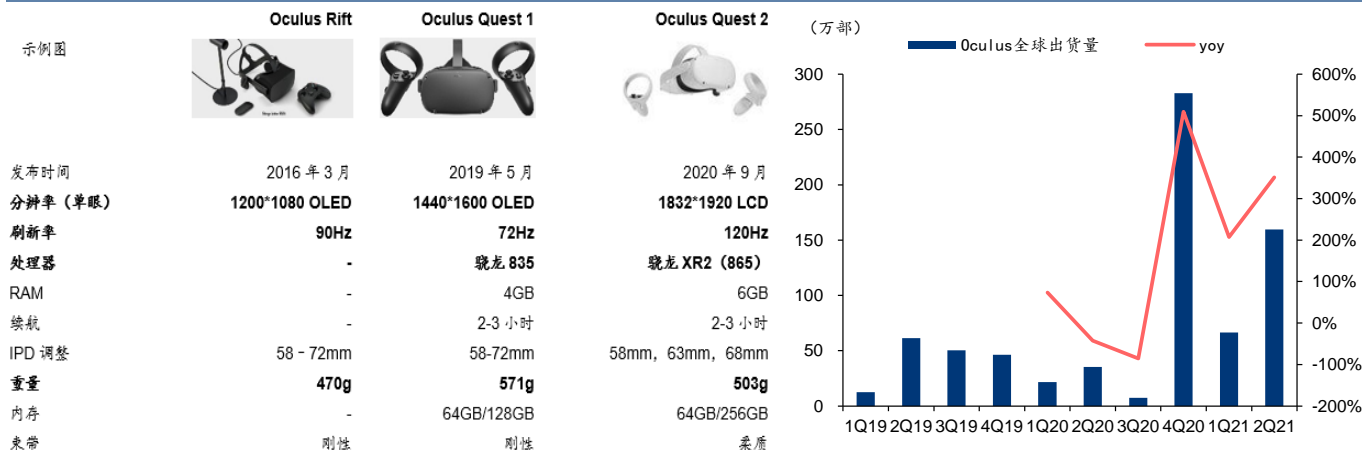 Oculus Rift Oculus Quest 1 Oculus Quest 2
示例图
发布时间 2016 年 3 月 2019 年 5 月 2020 年 9 月
分辨率（单眼） 1200*1080 OLED 1440*1600 OLED 1832*1920 LCD
刷新率 90Hz 72Hz 120Hz
处理器 - 骁龙 835 骁龙 XR2（865）
RAM - 4GB 6GB
续航 - 2-3 小时 2-3 小时
IPD 调整 58－72mm 58-72mm 58mm，63mm，68mm
重量 470g 571g 503g
内存 - 64GB/128GB 64GB/256GB
束带 刚性 刚性 柔质
（万部）
Oculus全球出货量 yoy
300 600%
500%
250
400%
200
300%
150 200%
100%
100
0%
50
-100%
0 -200%
1Q19 2Q19 3Q19 4Q19 1Q20 2Q20 3Q20 4Q20 1Q21 2Q21